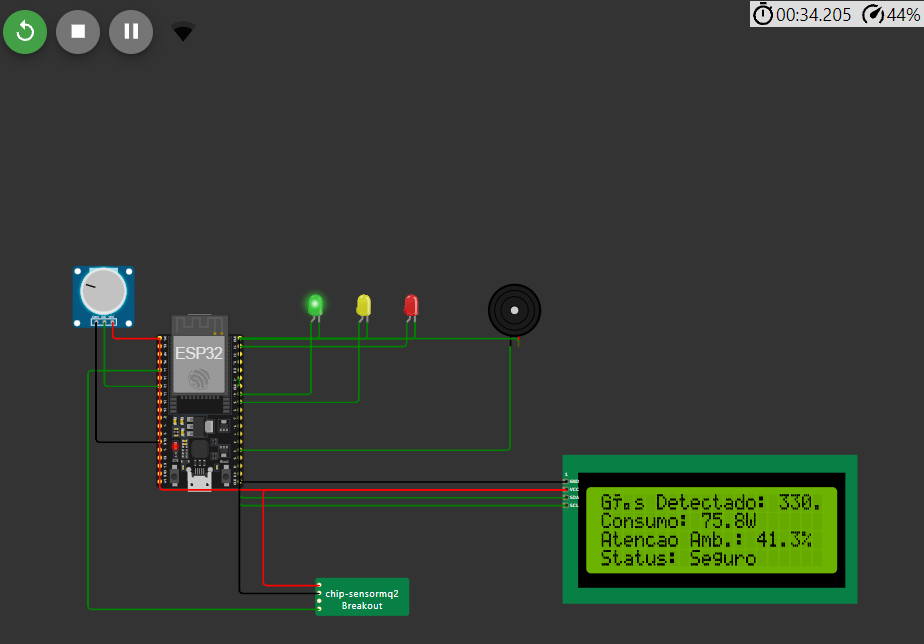 00:34.205 44%
ESP32
1
GND
VCC
SDA
SCL
G〒。s Detectado: 330.
Consumo: 75.8W
Atencao Amb.: 41.3%
Status: Seguro
chip-sensormq2
Breakout